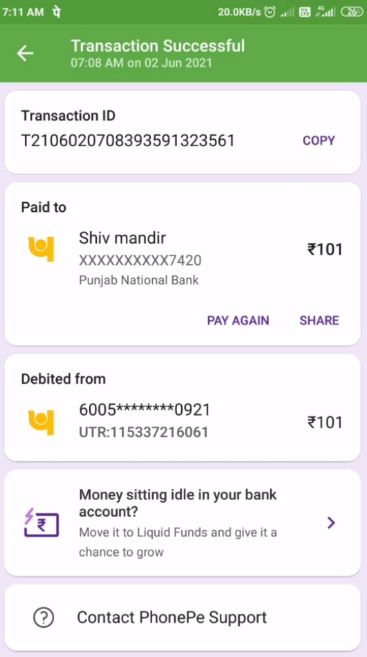 7:11 AM पे 20.0KB/s 4G 26
Transaction Successful
07:08 AM on 02 Jun 2021
Transaction ID
T2106020708393591323561
COPY
Paid to
Shiv mandir
₹101
XXXXXXXXXX7420
Punjab National Bank
PAY AGAIN SHARE
Debited from
6005********0921
₹101
UTR:115337216061
Money sitting idle in your bank
account?
Move it to Liquid Funds and give it a
chance to grow
Contact PhonePe Support